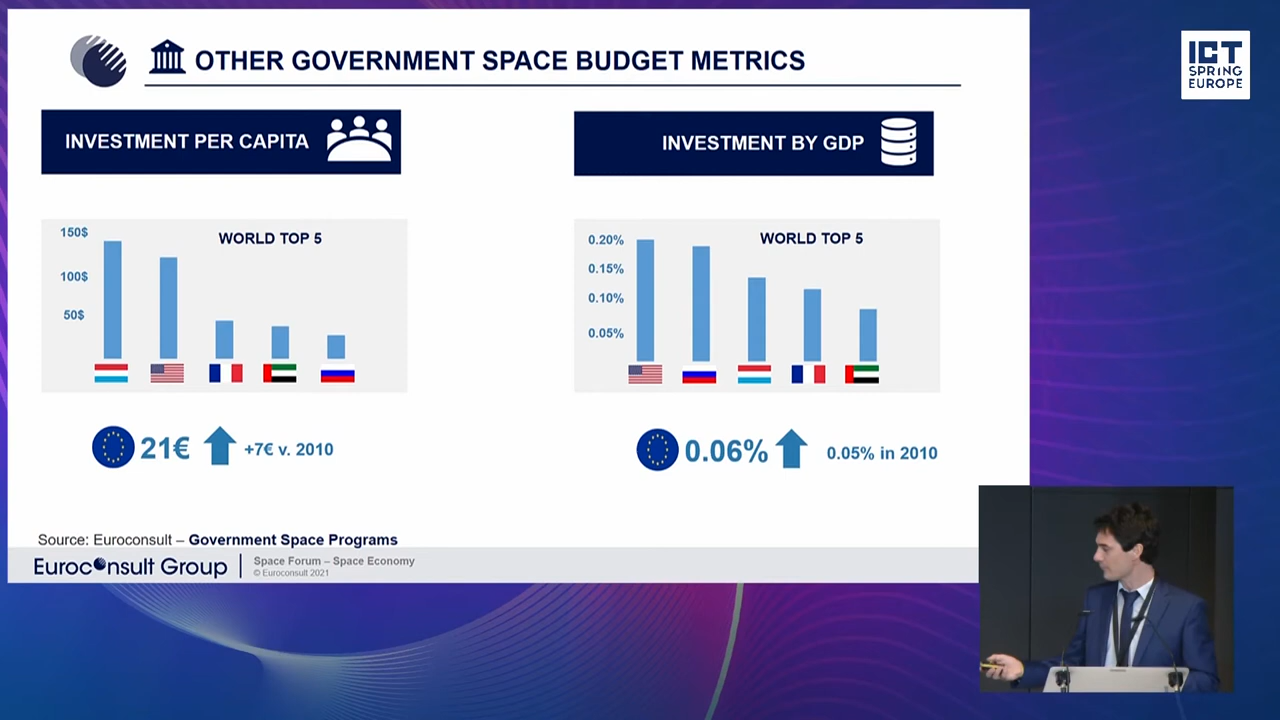 OTHER GOVERNMENT SPACE BUDGET METRICS
ICT
SPRING
EUROPE
INVESTMENT PER CAPITA
INVESTMENT BY GDP
WORLD TOP 5
150$
100$
50$
WORLD TOP 5
0.20%
0.15%
0.10%
0.05%
21€
+7€ v. 2010
0.06%
0.05% in 2010
Source: Euroconsult – Government Space Programs
Euroconsult Group
Space Forum – Space Economy
© Euroconsult 2021